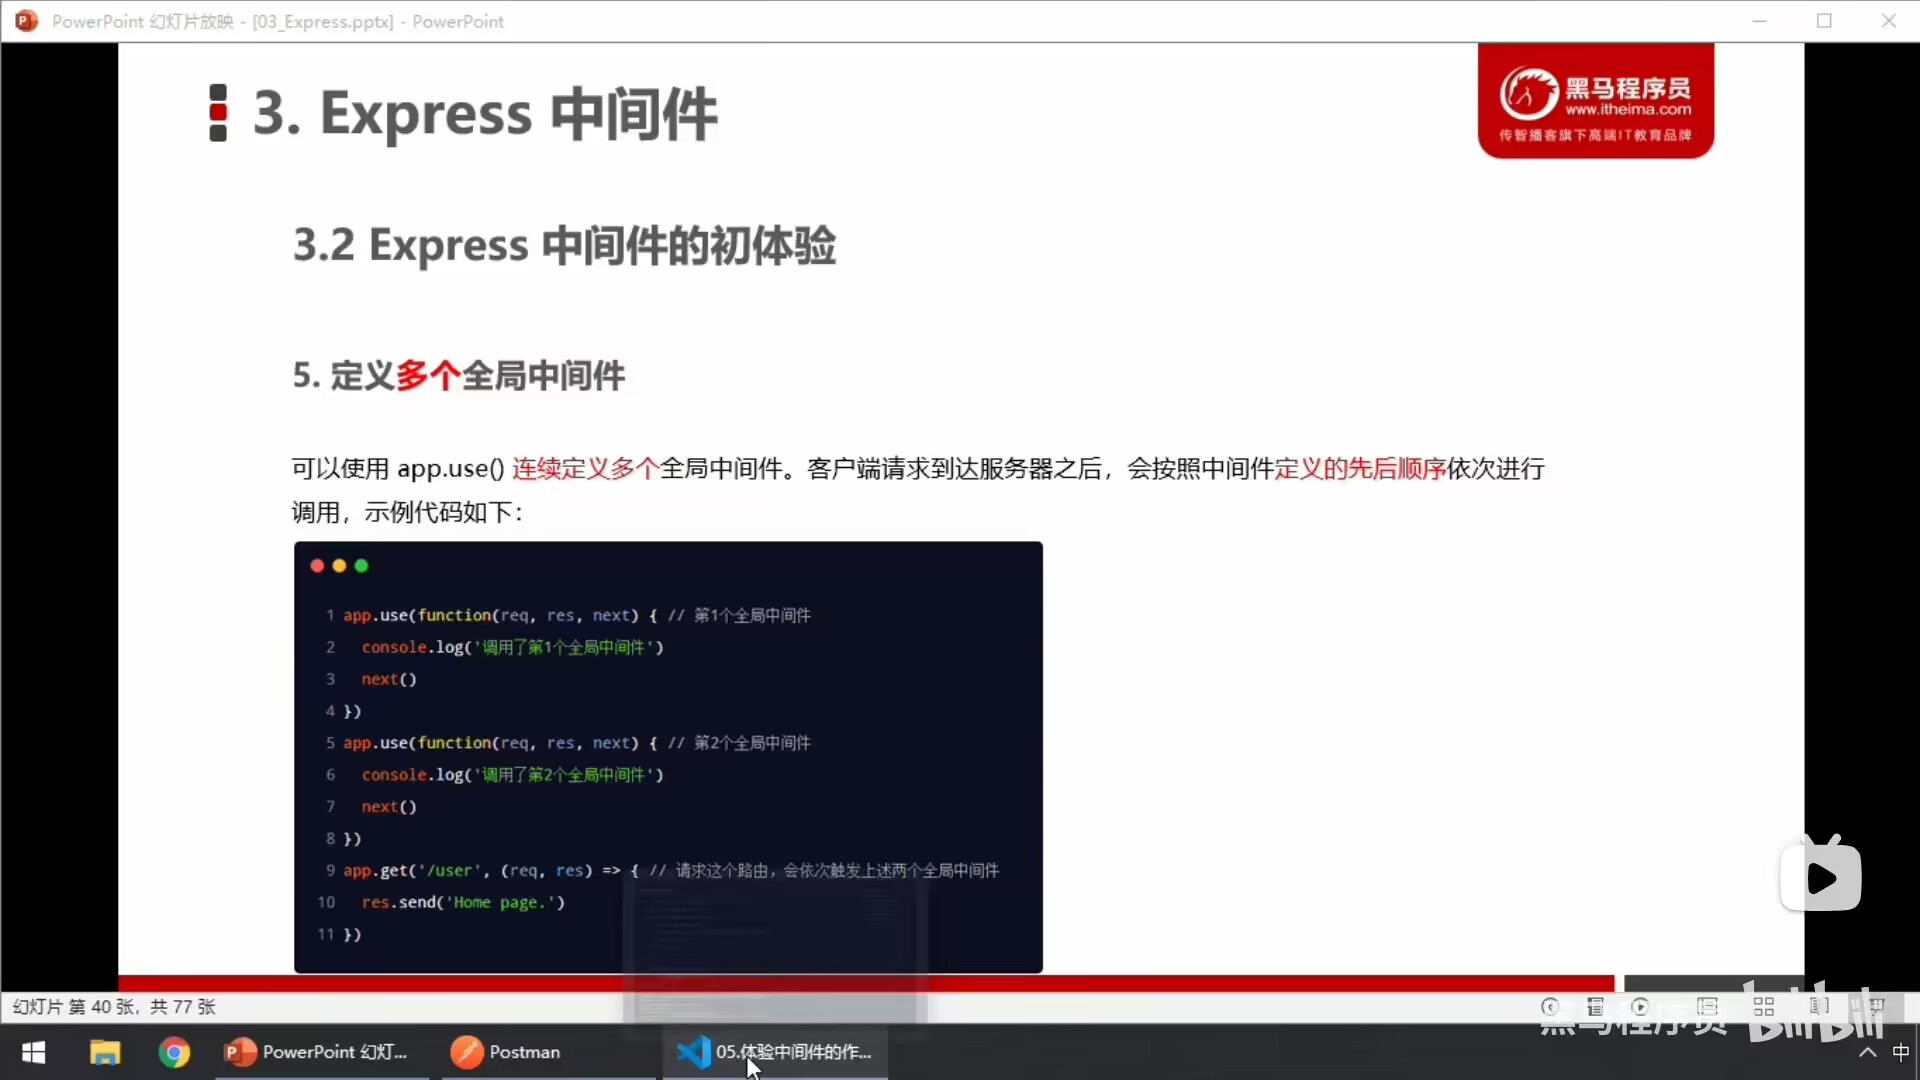 PowerPoint 幻灯片放映 - [03_Express.pptx] - PowerPoint
3. Express 中间件
黑马程序员
www.itheima.com
传智播客旗下高端IT教育品牌
3.2 Express 中间件的初体验
5. 定义多个全局中间件
可以使用 app.use() 连续定义多个全局中间件。客户端请求到达服务器之后，会按照中间件定义的先后顺序依次进行
调用，示例代码如下：
1 app.use(function(req, res, next) { // 第1个全局中间件
2 console.log('调用了第1个全局中间件')
3 next()
4 })
5 app.use(function(req, res, next) { // 第2个全局中间件
6 console.log('调用了第2个全局中间件')
7 next()
8 })
9 app.get('/user', (req, res) => { // 请求这个路由，会依次触发上述两个全局中间件
10 res.send('Home page.')
11 })
幻灯片 第 40 张，共 77 张
黑马程序员 bilibili
PowerPoint 幻灯...
Postman
05.体验中间件的作...
中